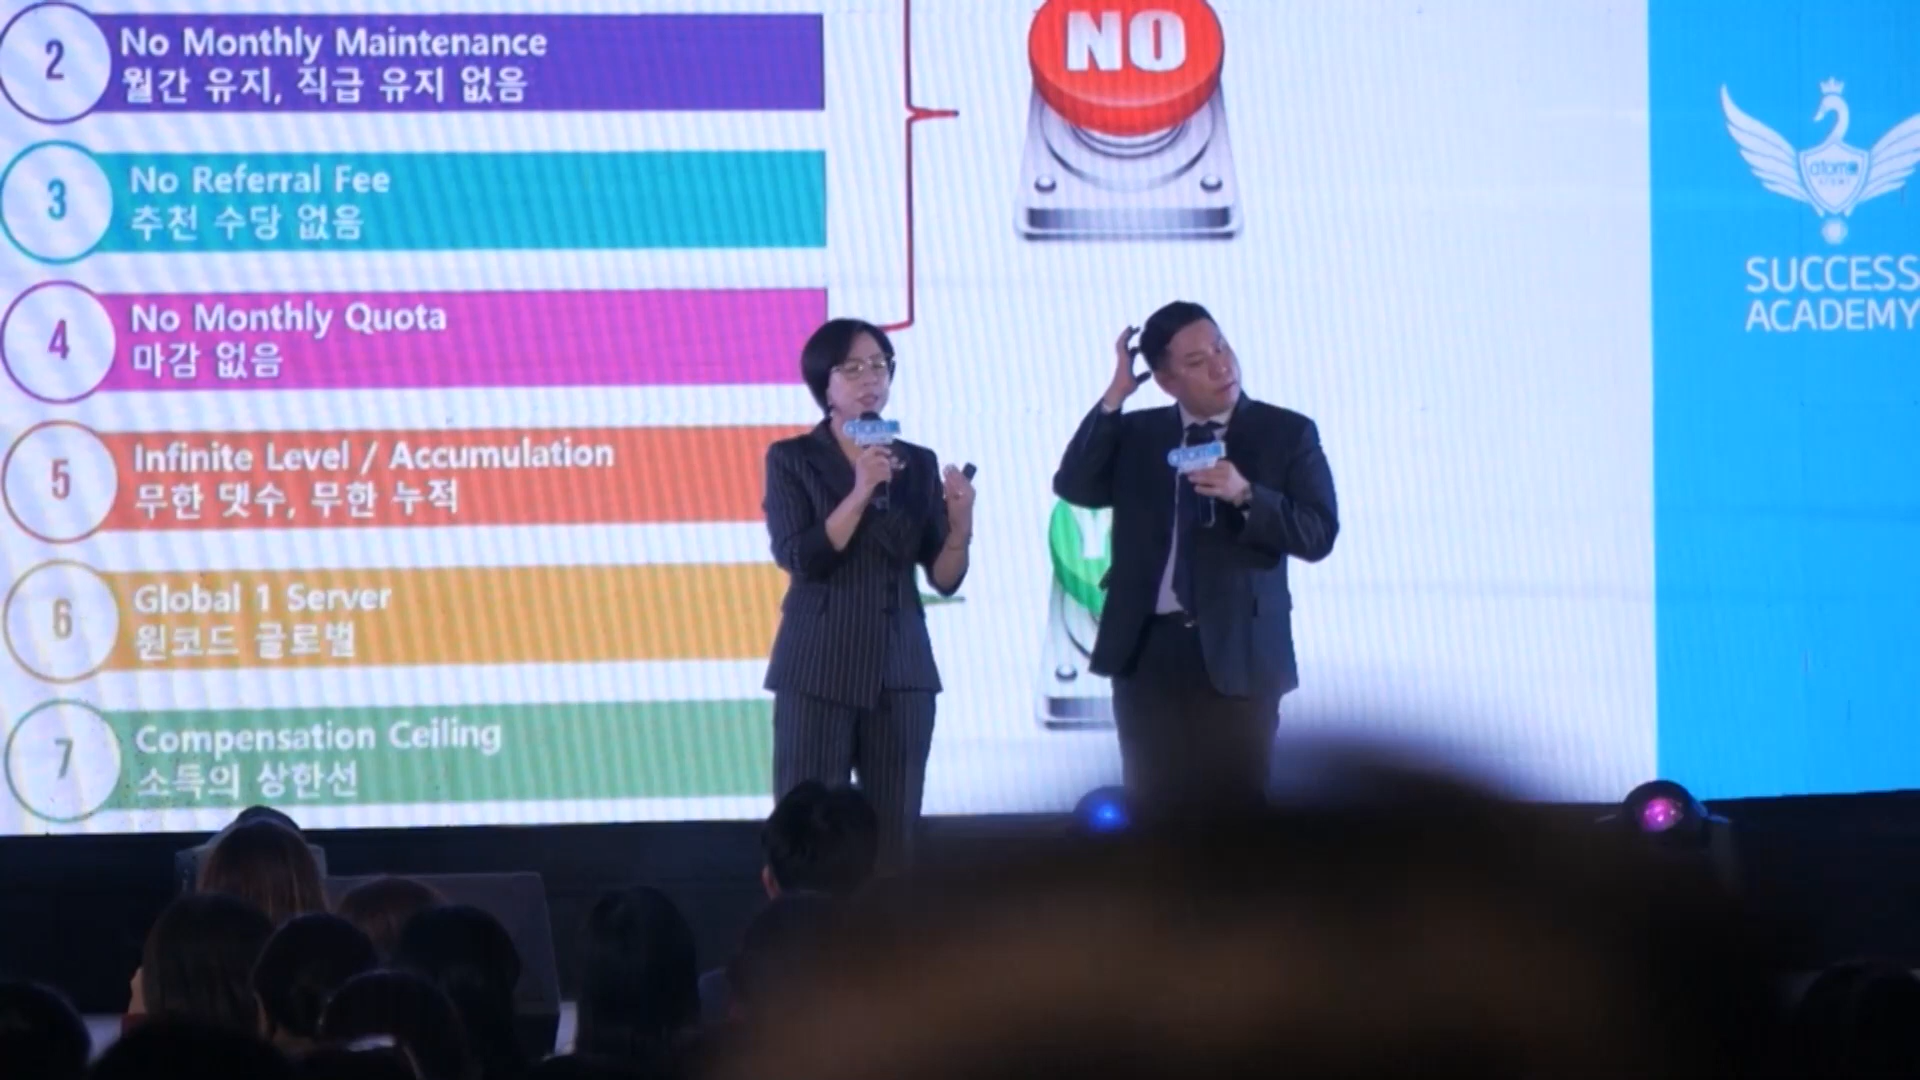 2
No Monthly Maintenance
월간 유지, 직급 유지 없음
3
No Referral Fee
추천 수당 없음
4
No Monthly Quota
마감 없음
5
Infinite Level / Accumulation
무한 댓수, 무한 누적
6
Global 1 Server
원코드 글로벌
7
Compensation Ceiling
소득의 상한선
NO
Y
atomy
SUCCESS
ACADEMY